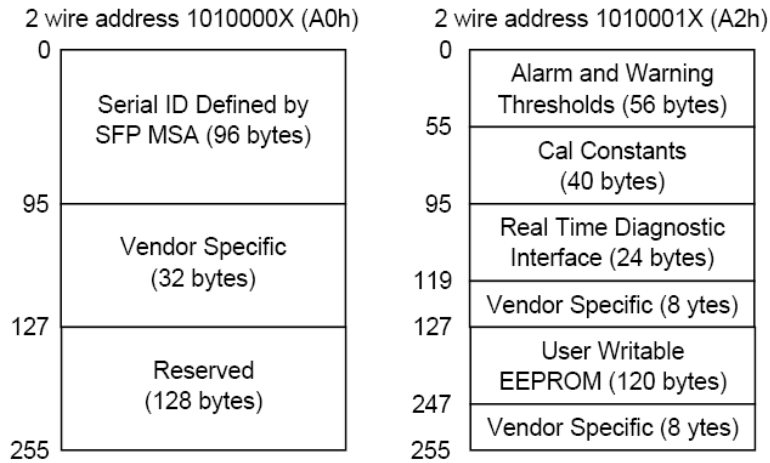 2 wire address 1010000X (A0h)
0
Serial ID Defined by
SFP MSA (96 bytes)
95
Vendor Specific
(32 bytes)
127
Reserved
(128 bytes)
255
2 wire address 1010001X (A2h)
0
Alarm and Warning
Thresholds (56 bytes)
55
Cal Constants
(40 bytes)
95
Real Time Diagnostic
Interface (24 bytes)
119
Vendor Specific (8 ytes)
127
User Writable
EEPROM (120 bytes)
247
Vendor Specific (8 ytes)
255